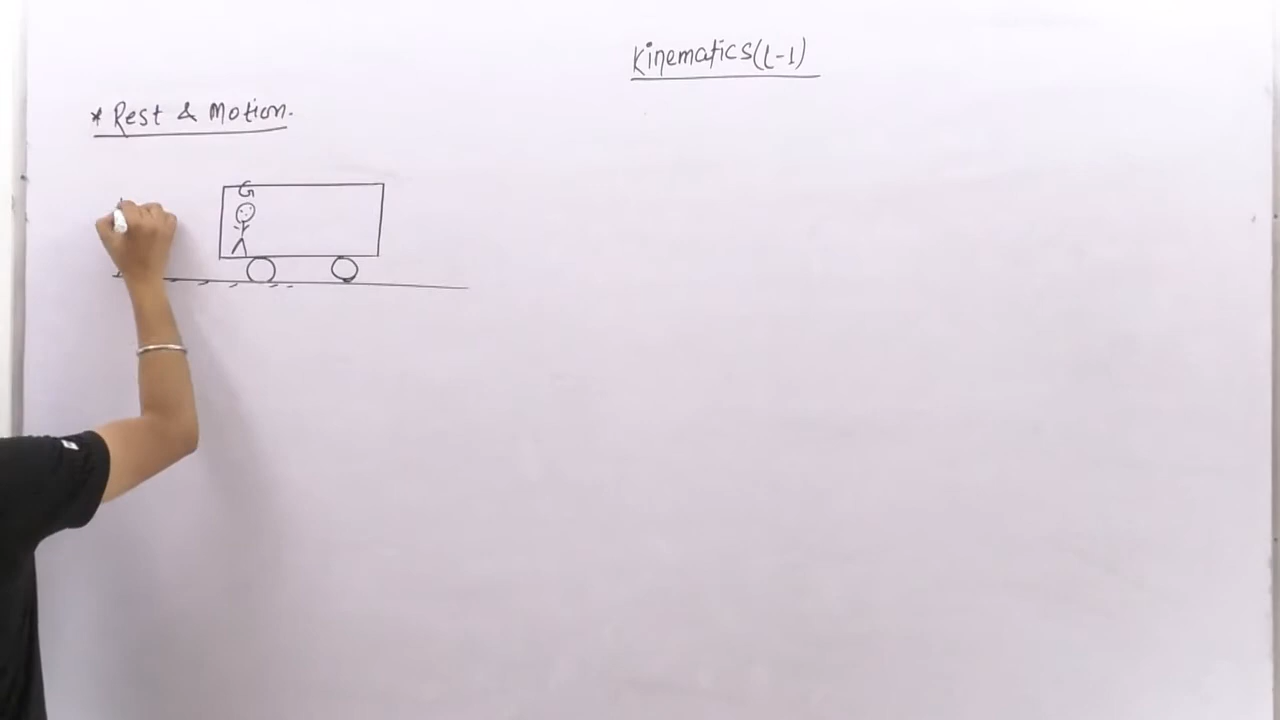 Kinematics(L-1)
* Rest & Motion.
G